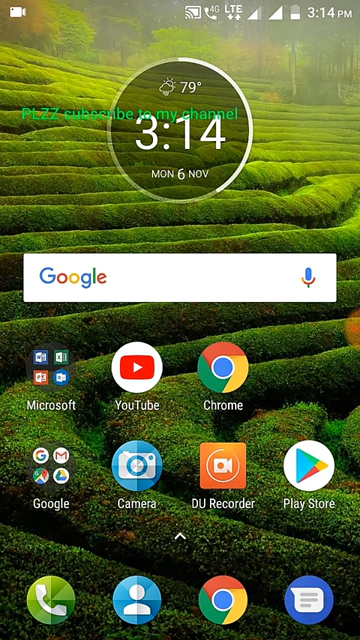 4G LTE 3:14 PM
79°
PLZZ subscribe to my channel
3:14
MON 6 NOV
Google
Microsoft YouTube Chrome
Google Camera DU Recorder Play Store